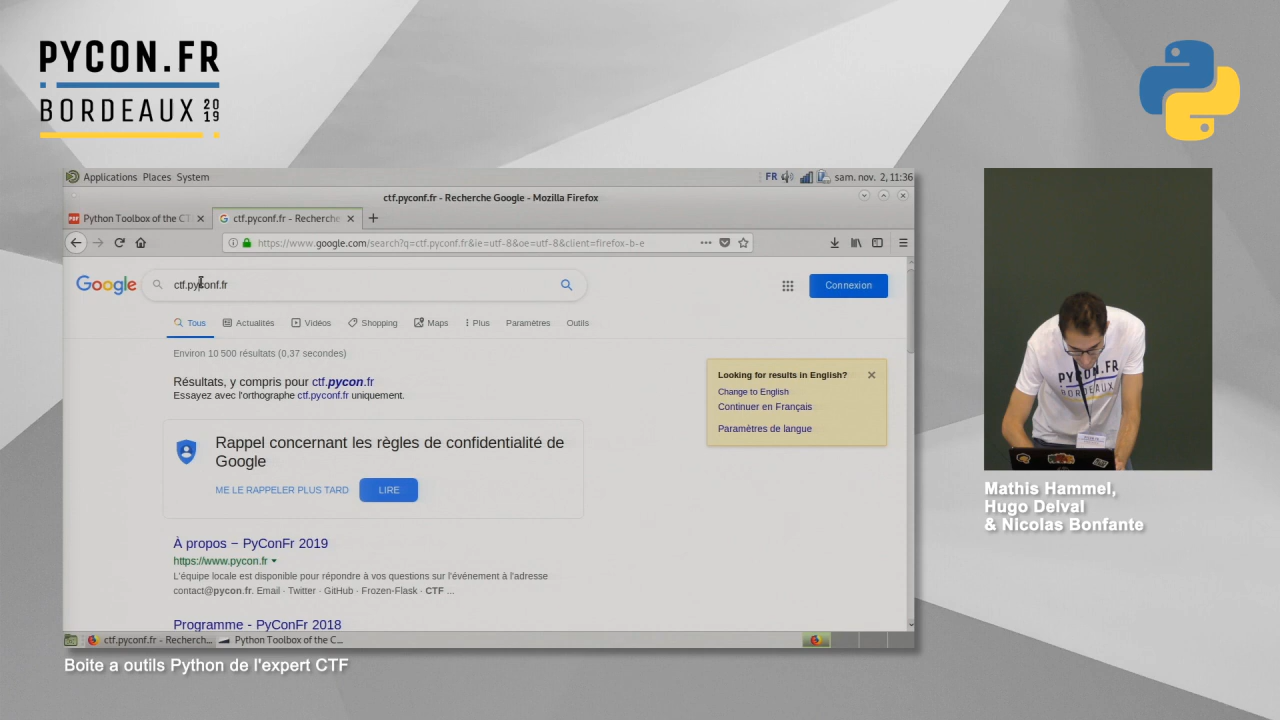 PYCON.FR
BORDEAUX 2019
Applications Places System
FR
sam. nov. 2, 11:36
ctf.pyconf.fr - Recherche Google - Mozilla Firefox
Python Toolbox of the CT
ctf.pyconf.fr - Recherche
https://www.google.com/search?q=ctf.pyconf.fr&ie=utf-8&oe=utf-8&client=firefox-b-e
Google
ctf.pyconf.fr
Connexion
Tous Actualités Vidéos Shopping Maps Plus Paramètres Outils
Environ 10 500 résultats (0,37 secondes)
Résultats, y compris pour ctf.pycon.fr
Essayez avec l'orthographe ctf.pyconf.fr uniquement.
Looking for results in English?
Change to English
Continuer en Français
Paramètres de langue
Rappel concernant les règles de confidentialité de
Google
ME LE RAPPELER PLUS TARD LIRE
À propos – PyConFr 2019
https://www.pycon.fr
L'équipe locale est disponible pour répondre à vos questions sur l'événement à l'adresse
contact@pycon.fr. Email · Twitter · GitHub · Frozen-Flask · CTF ...
Programme - PyConFr 2018
ctf.pyconf.fr - Recherch...
Python Toolbox of the C...
PYCON.FR
BORDEAUX
Mathis Hammel,
Hugo Delval
& Nicolas Bonfante
Boite a outils Python de l'expert CTF